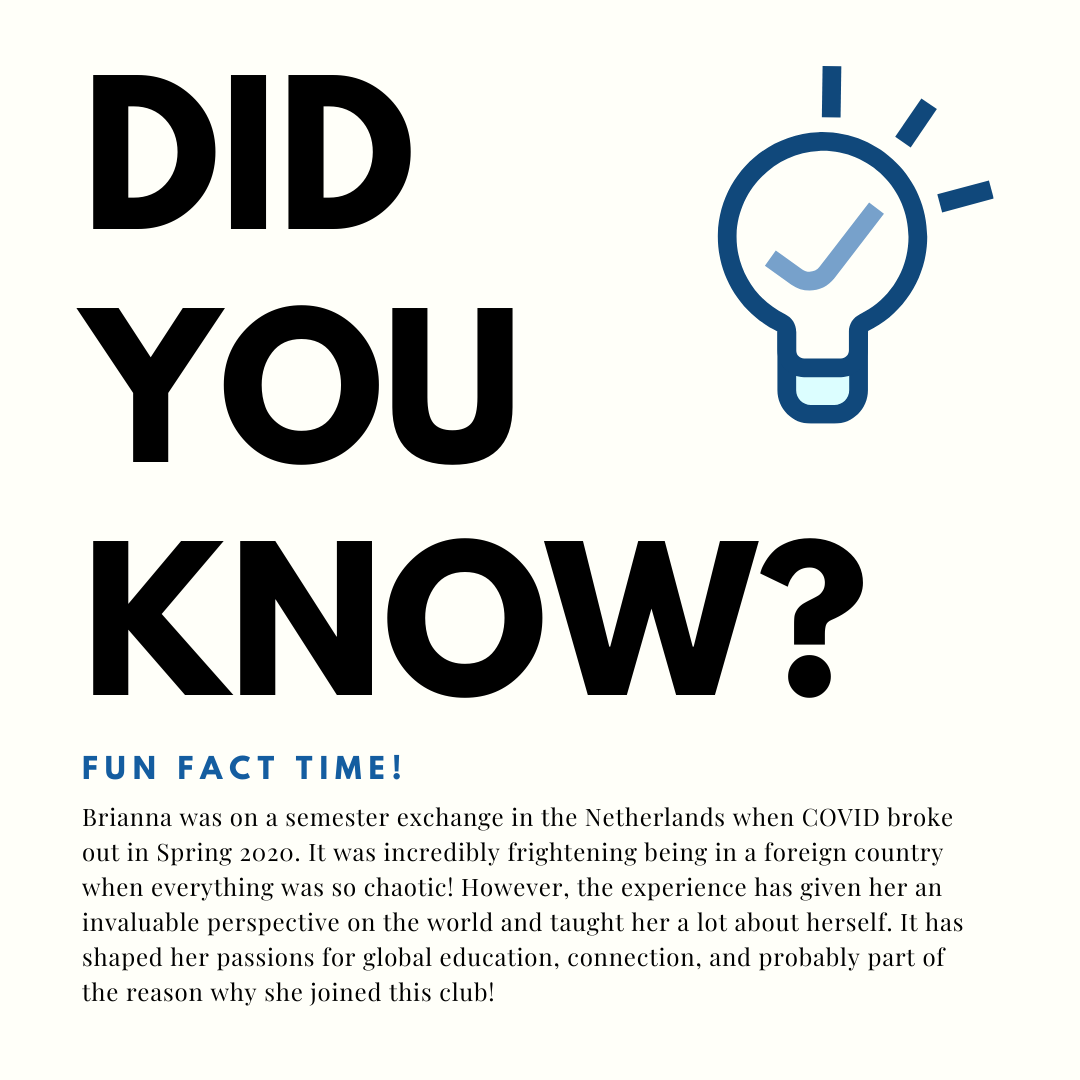 DID
YOU
KNOW?
FUN FACT TIME!
Brianna was on a semester exchange in the Netherlands when COVID broke
out in Spring 2020. It was incredibly frightening being in a foreign country
when everything was so chaotic! However, the experience has given her an
invaluable perspective on the world and taught her a lot about herself. It has
shaped her passions for global education, connection, and probably part of
the reason why she joined this club!